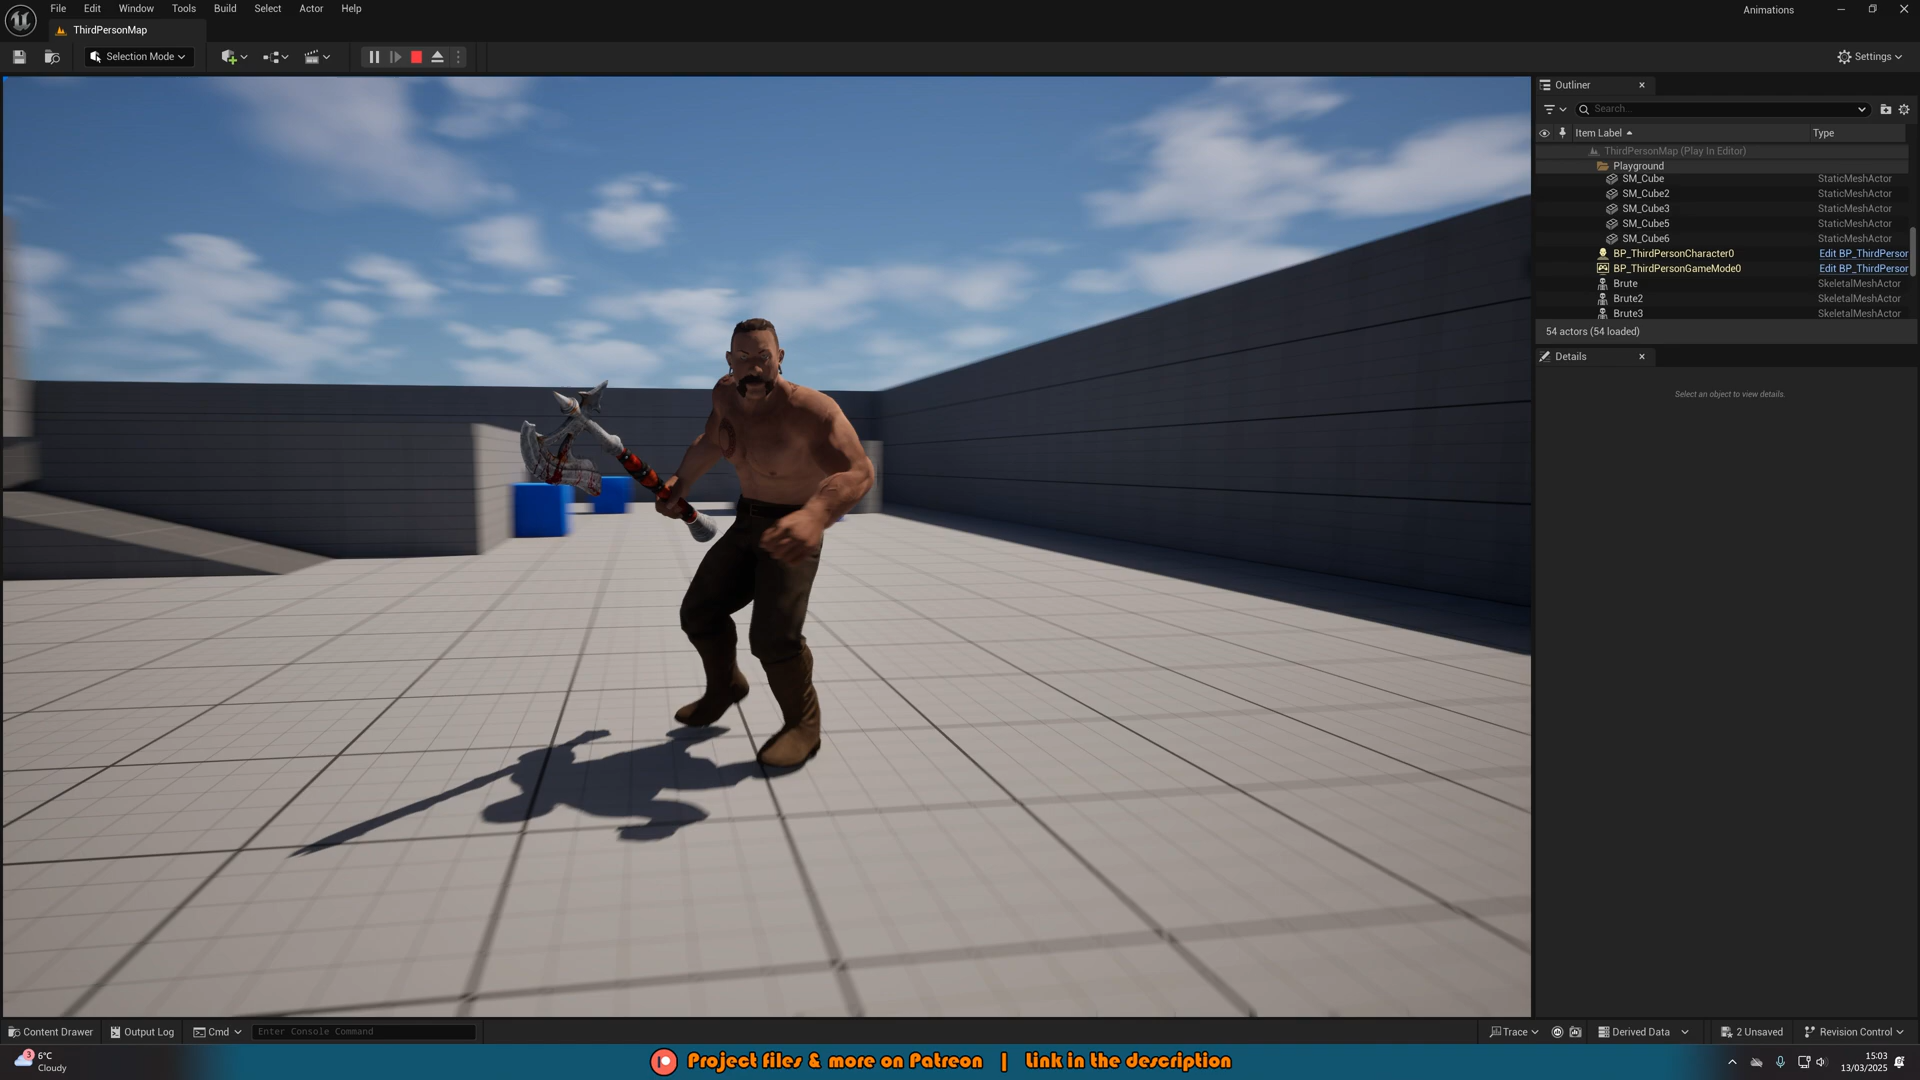 File Edit Window Tools Build Select Actor Help
Animations
ThirdPersonMap
Selection Mode
Settings
Outliner
Search...
Item Label Type
ThirdPersonMap (Play In Editor)
Playground
SM_Cube StaticMeshActor
SM_Cube2 StaticMeshActor
SM_Cube3 StaticMeshActor
SM_Cube5 StaticMeshActor
SM_Cube6 StaticMeshActor
BP_ThirdPersonCharacter0 Edit BP_ThirdPerson
BP_ThirdPersonGameMode0 Edit BP_ThirdPerson
Brute SkeletalMeshActor
Brute2 SkeletalMeshActor
Brute3 SkeletalMeshActor
54 actors (54 loaded)
Details
Select an object to view details.
Content Drawer Output Log Cmd Enter Console Command
Trace Derived Data 2 Unsaved Revision Control
3 6°C
Cloudy
Project files & more on Patreon | Link in the description
15:03
13/03/2025